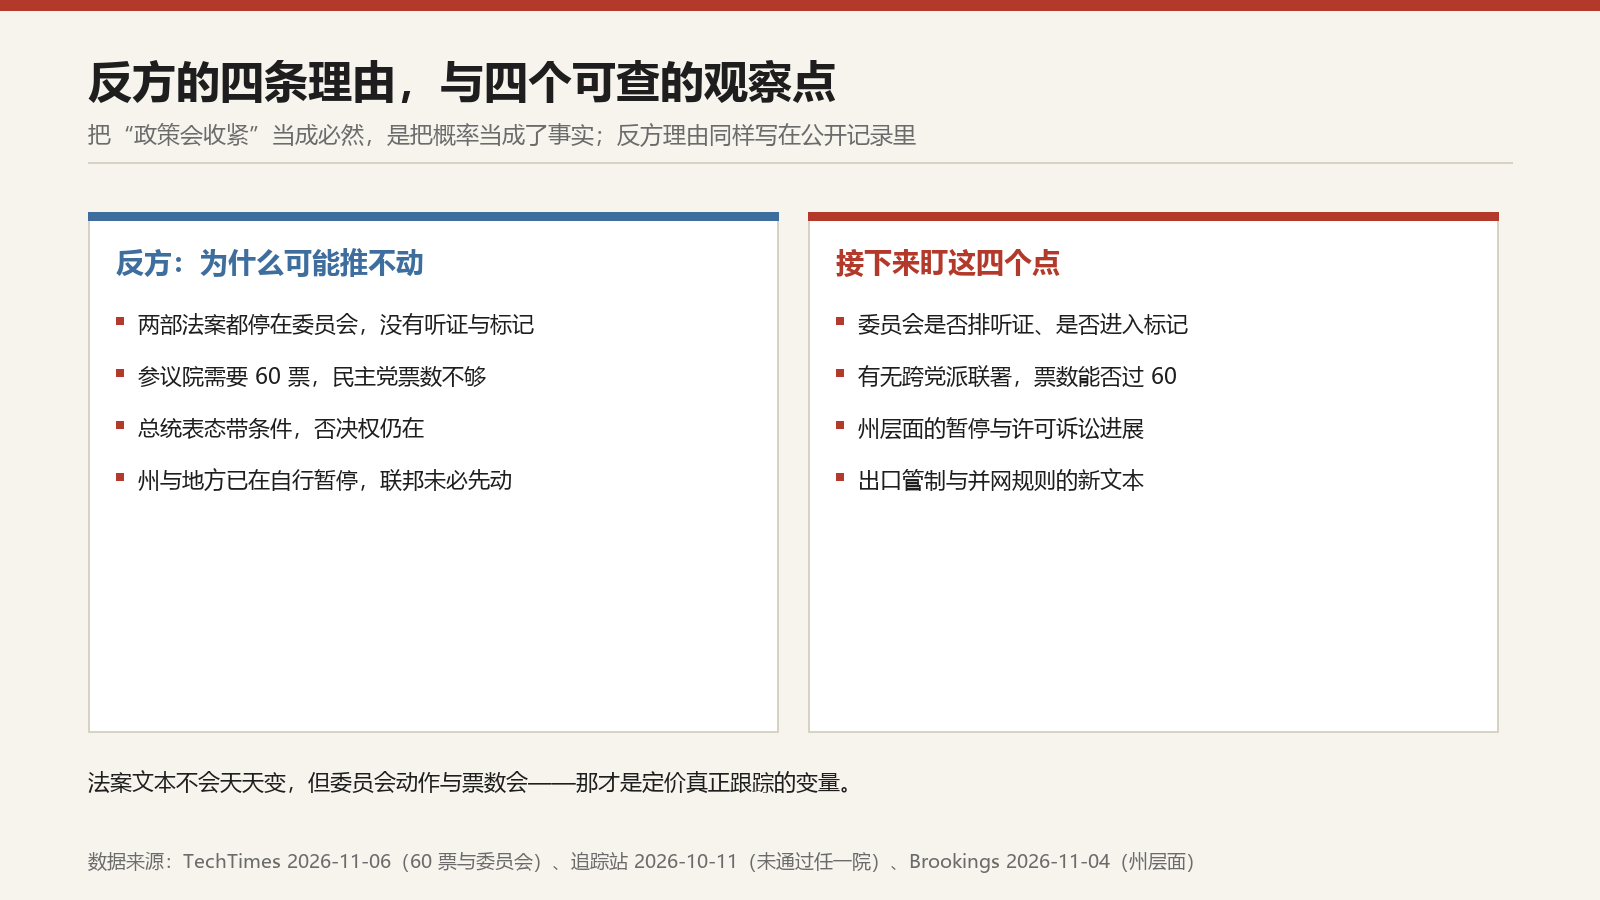 反方的四条理由，与四个可查的观察点
把“政策会收紧”当成必然，是把概率当成了事实；反方理由同样写在公开记录里
反方：为什么可能推不动
两部法案都停在委员会，没有听证与标记
参议院需要 60 票，民主党票数不够
总统表态带条件，否决权仍在
州与地方已在自行暂停，联邦未必先动
接下来盯这四个点
委员会是否排听证、是否进入标记
有无跨党派联署，票数能否过 60
州层面的暂停与许可诉讼进展
出口管制与并网规则的新文本
法案文本不会天天变，但委员会动作与票数会——那才是定价真正跟踪的变量。
数据来源：TechTimes 2026-11-06（60 票与委员会）、追踪站 2026-10-11（未通过任一院）、Brookings 2026-11-04（州层面）